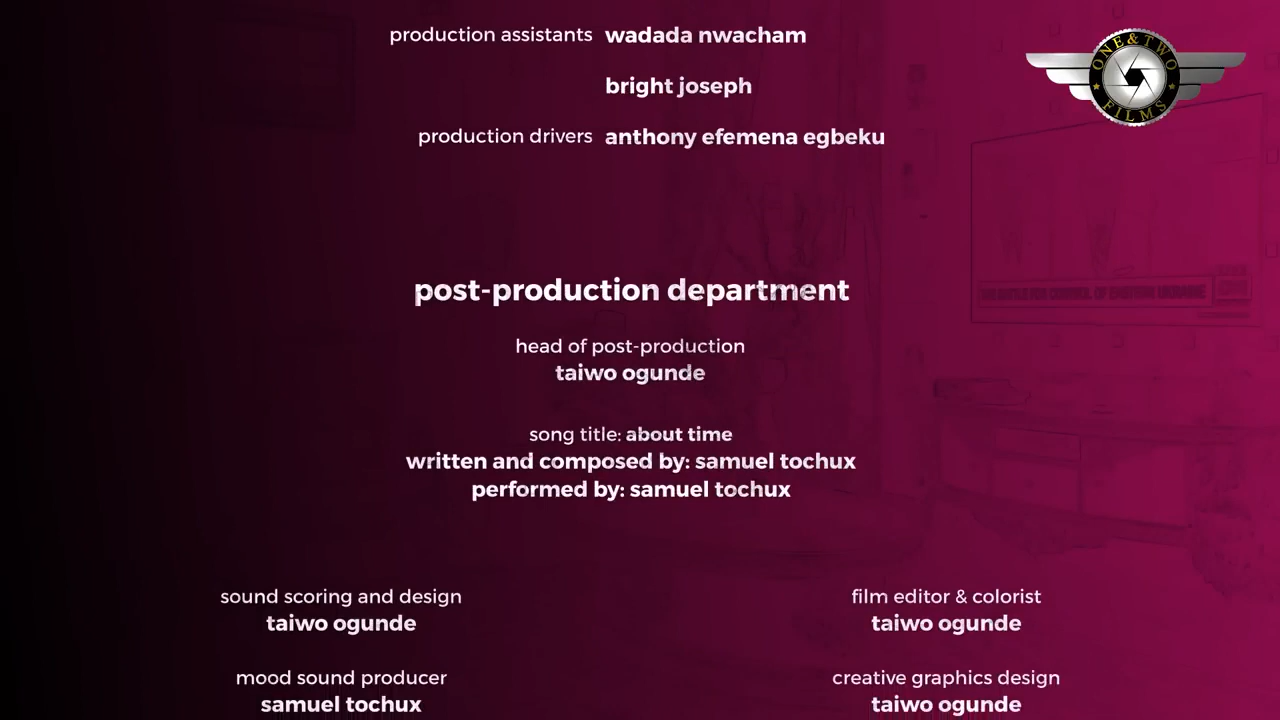 production assistants wadada nwacham
bright joseph
production drivers anthony efemena egbeku
ONE & TWO
FILMS
post-production department
head of post-production
taiwo ogunde
song title: about time
written and composed by: samuel tochux
performed by: samuel tochux
sound scoring and design
taiwo ogunde
mood sound producer
samuel tochux
film editor & colorist
taiwo ogunde
creative graphics design
taiwo ogunde